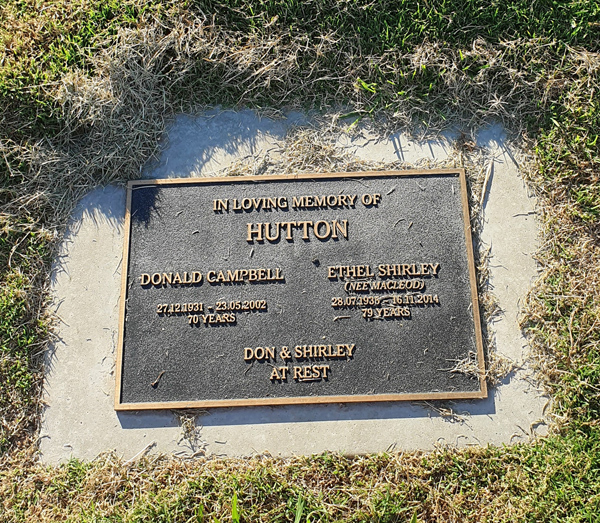 IN LOVING MEMORY OF
HUTTON
DONALD CAMPBELL
27.12.1931 - 23.05.2002
70 YEARS
ETHEL SHIRLEY
(NEE MACLEOD)
28.07.1935 - 16.11.2014
79 YEARS
DON & SHIRLEY
AT REST